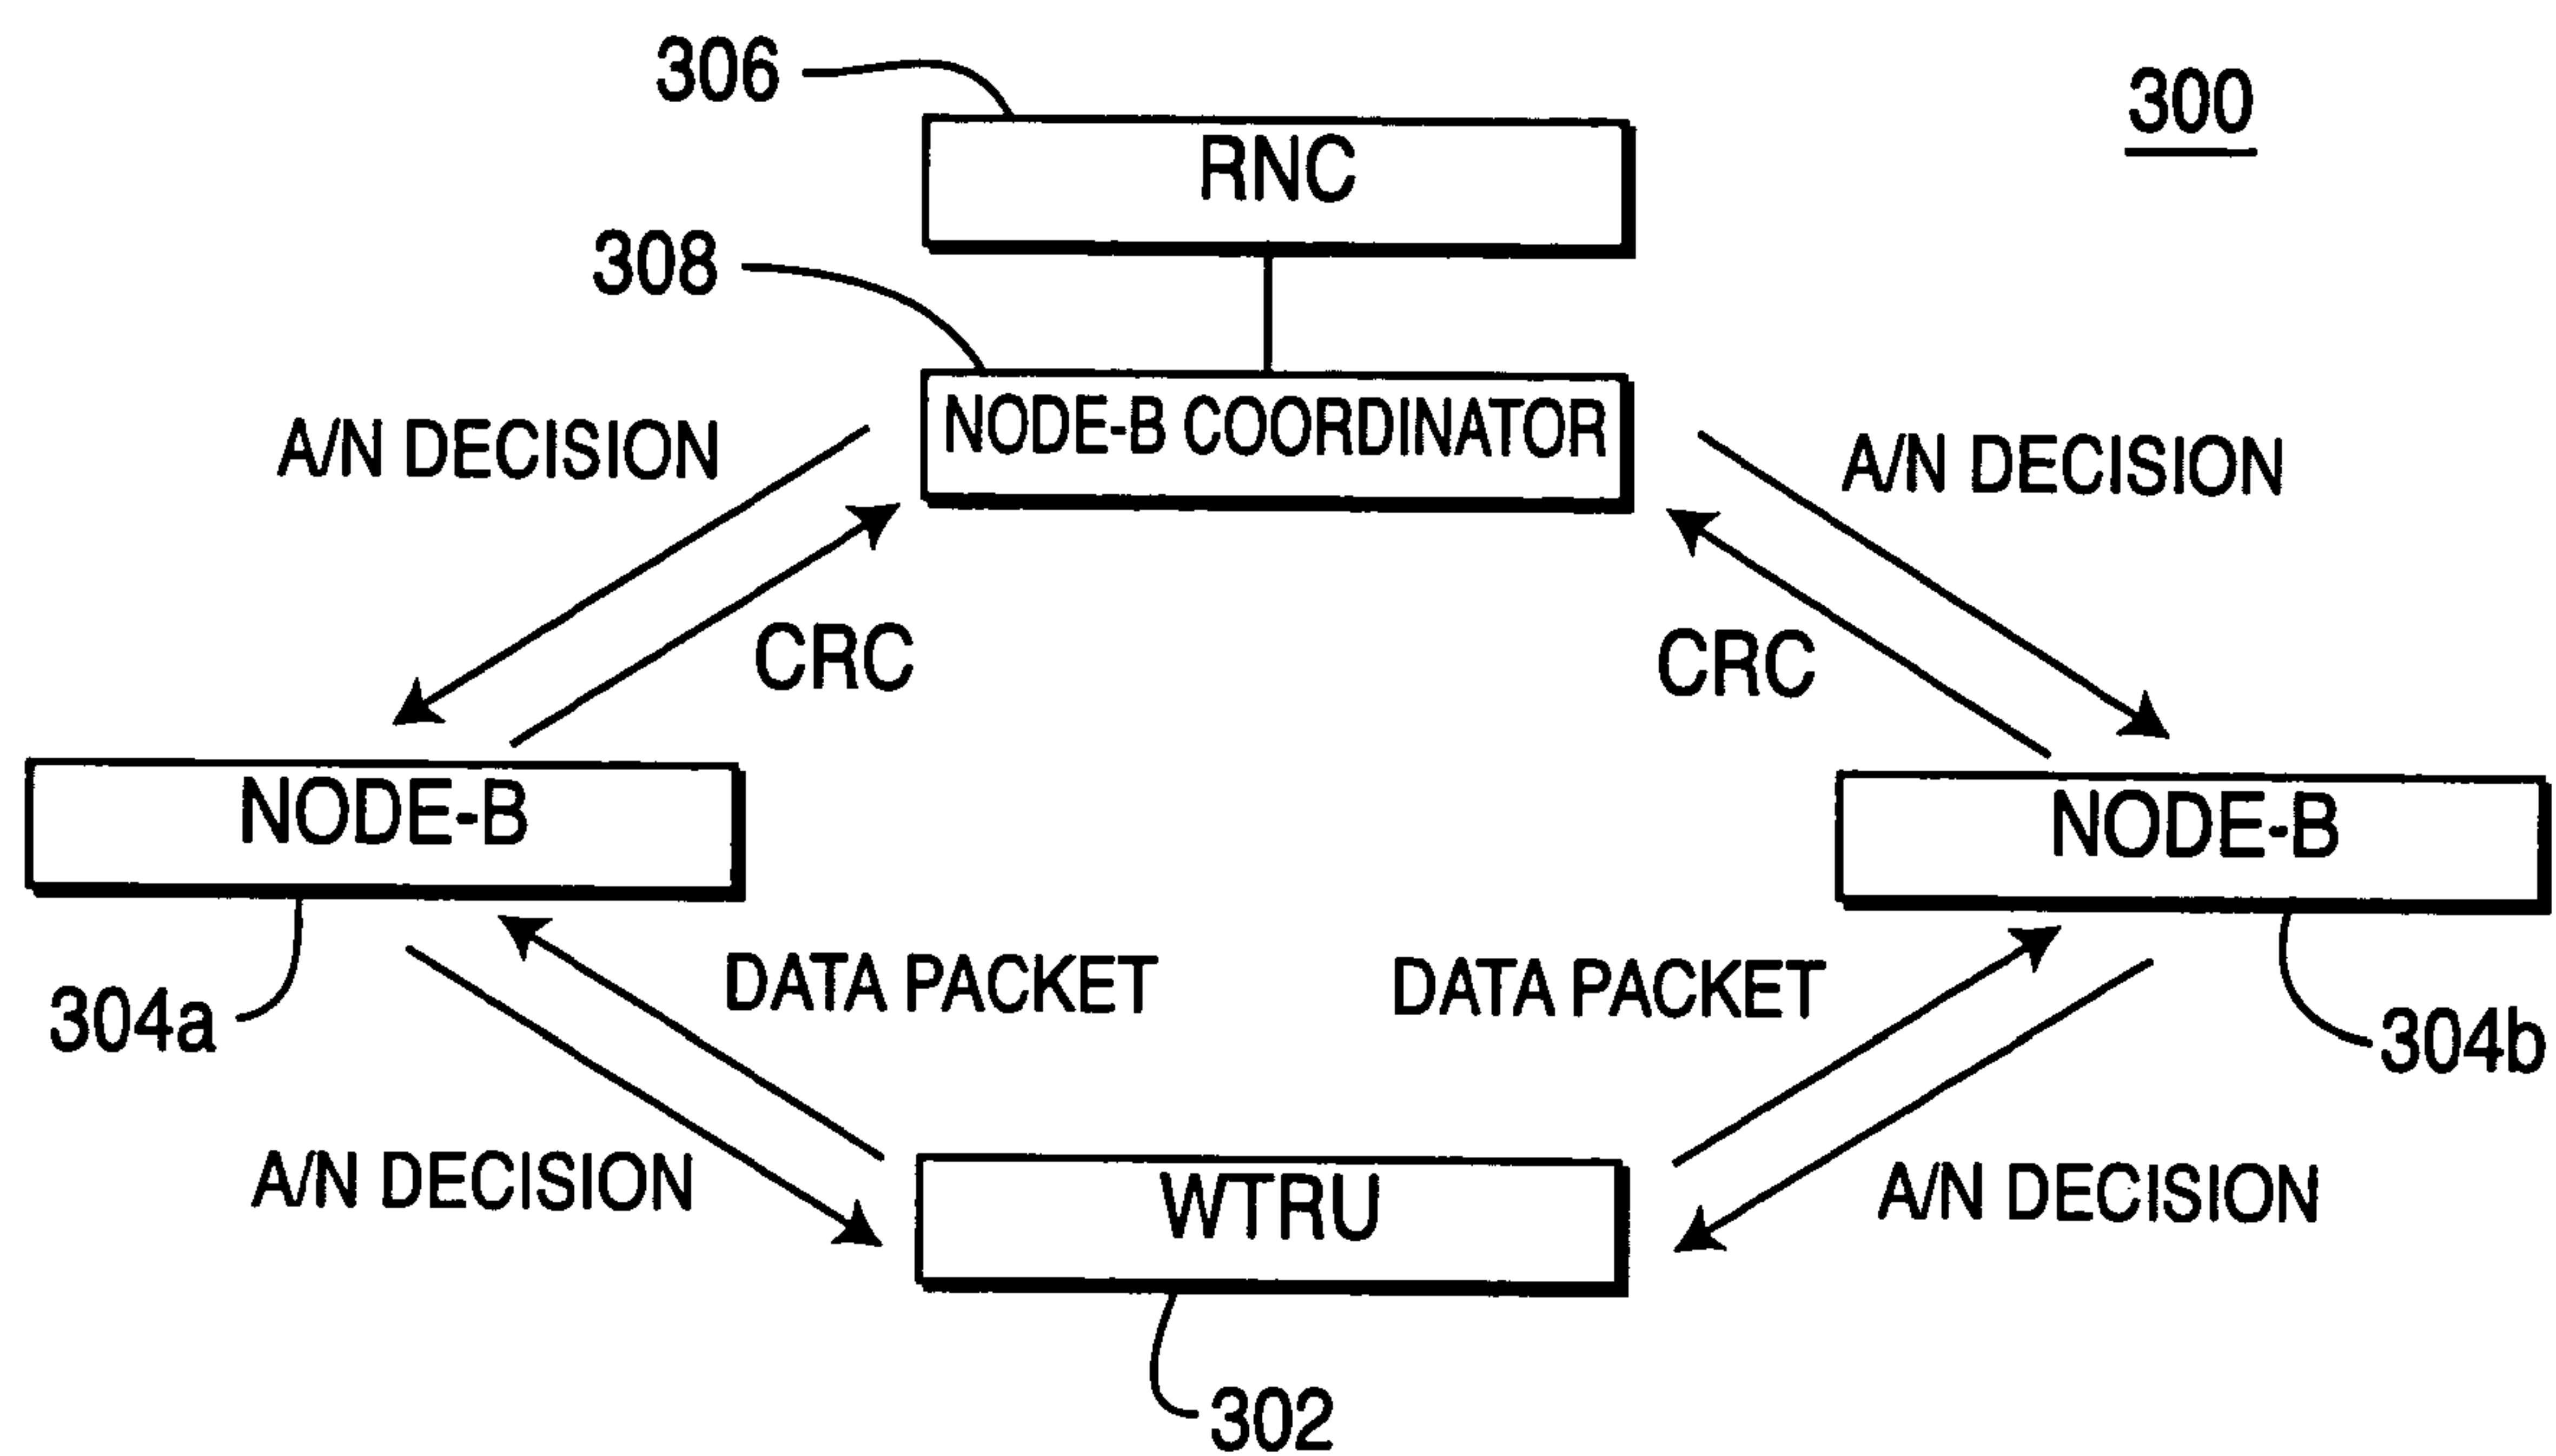 306
300
RNC
308
NODE-B COORDINATOR
A/N DECISION
A/N DECISION
CRC
CRC
NODE-B
NODE-B
DATA PACKET
DATA PACKET
304a
304b
A/N DECISION
A/N DECISION
WTRU
302